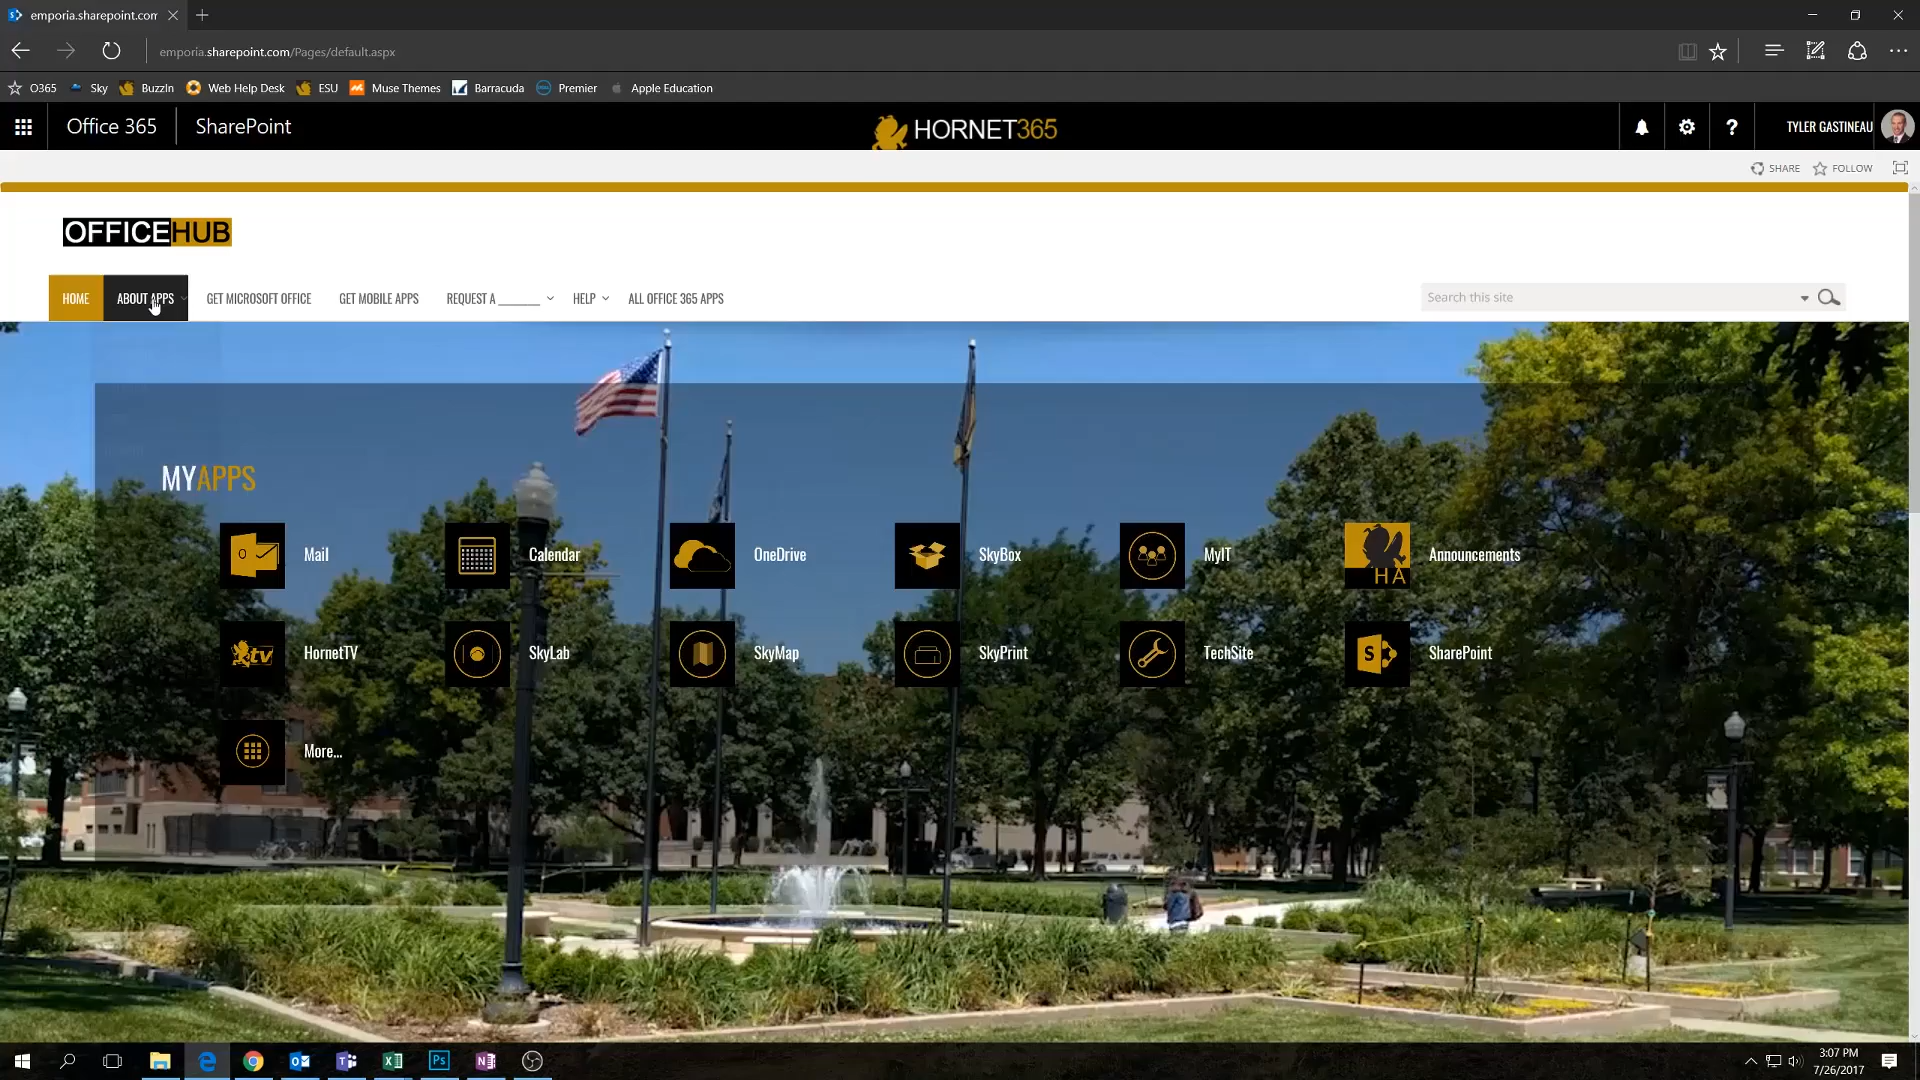 emporia.sharepoint.com
emporia.sharepoint.com/Pages/default.aspx
O365 Sky BuzzIn Web Help Desk ESU Muse Themes Barracuda Premier Apple Education
Office 365 SharePoint HORNET365 ? TYLER GASTINEAU
SHARE FOLLOW
OFFICEHUB
HOME ABOUT APPS GET MICROSOFT OFFICE GET MOBILE APPS REQUEST A ________ HELP ALL OFFICE 365 APPS Search this site
MYAPPS
Mail Calendar OneDrive SkyBox MyIT Announcements
HA
HornetTV SkyLab SkyMap SkyPrint TechSite SharePoint
tv
More...
3:07 PM
7/26/2017